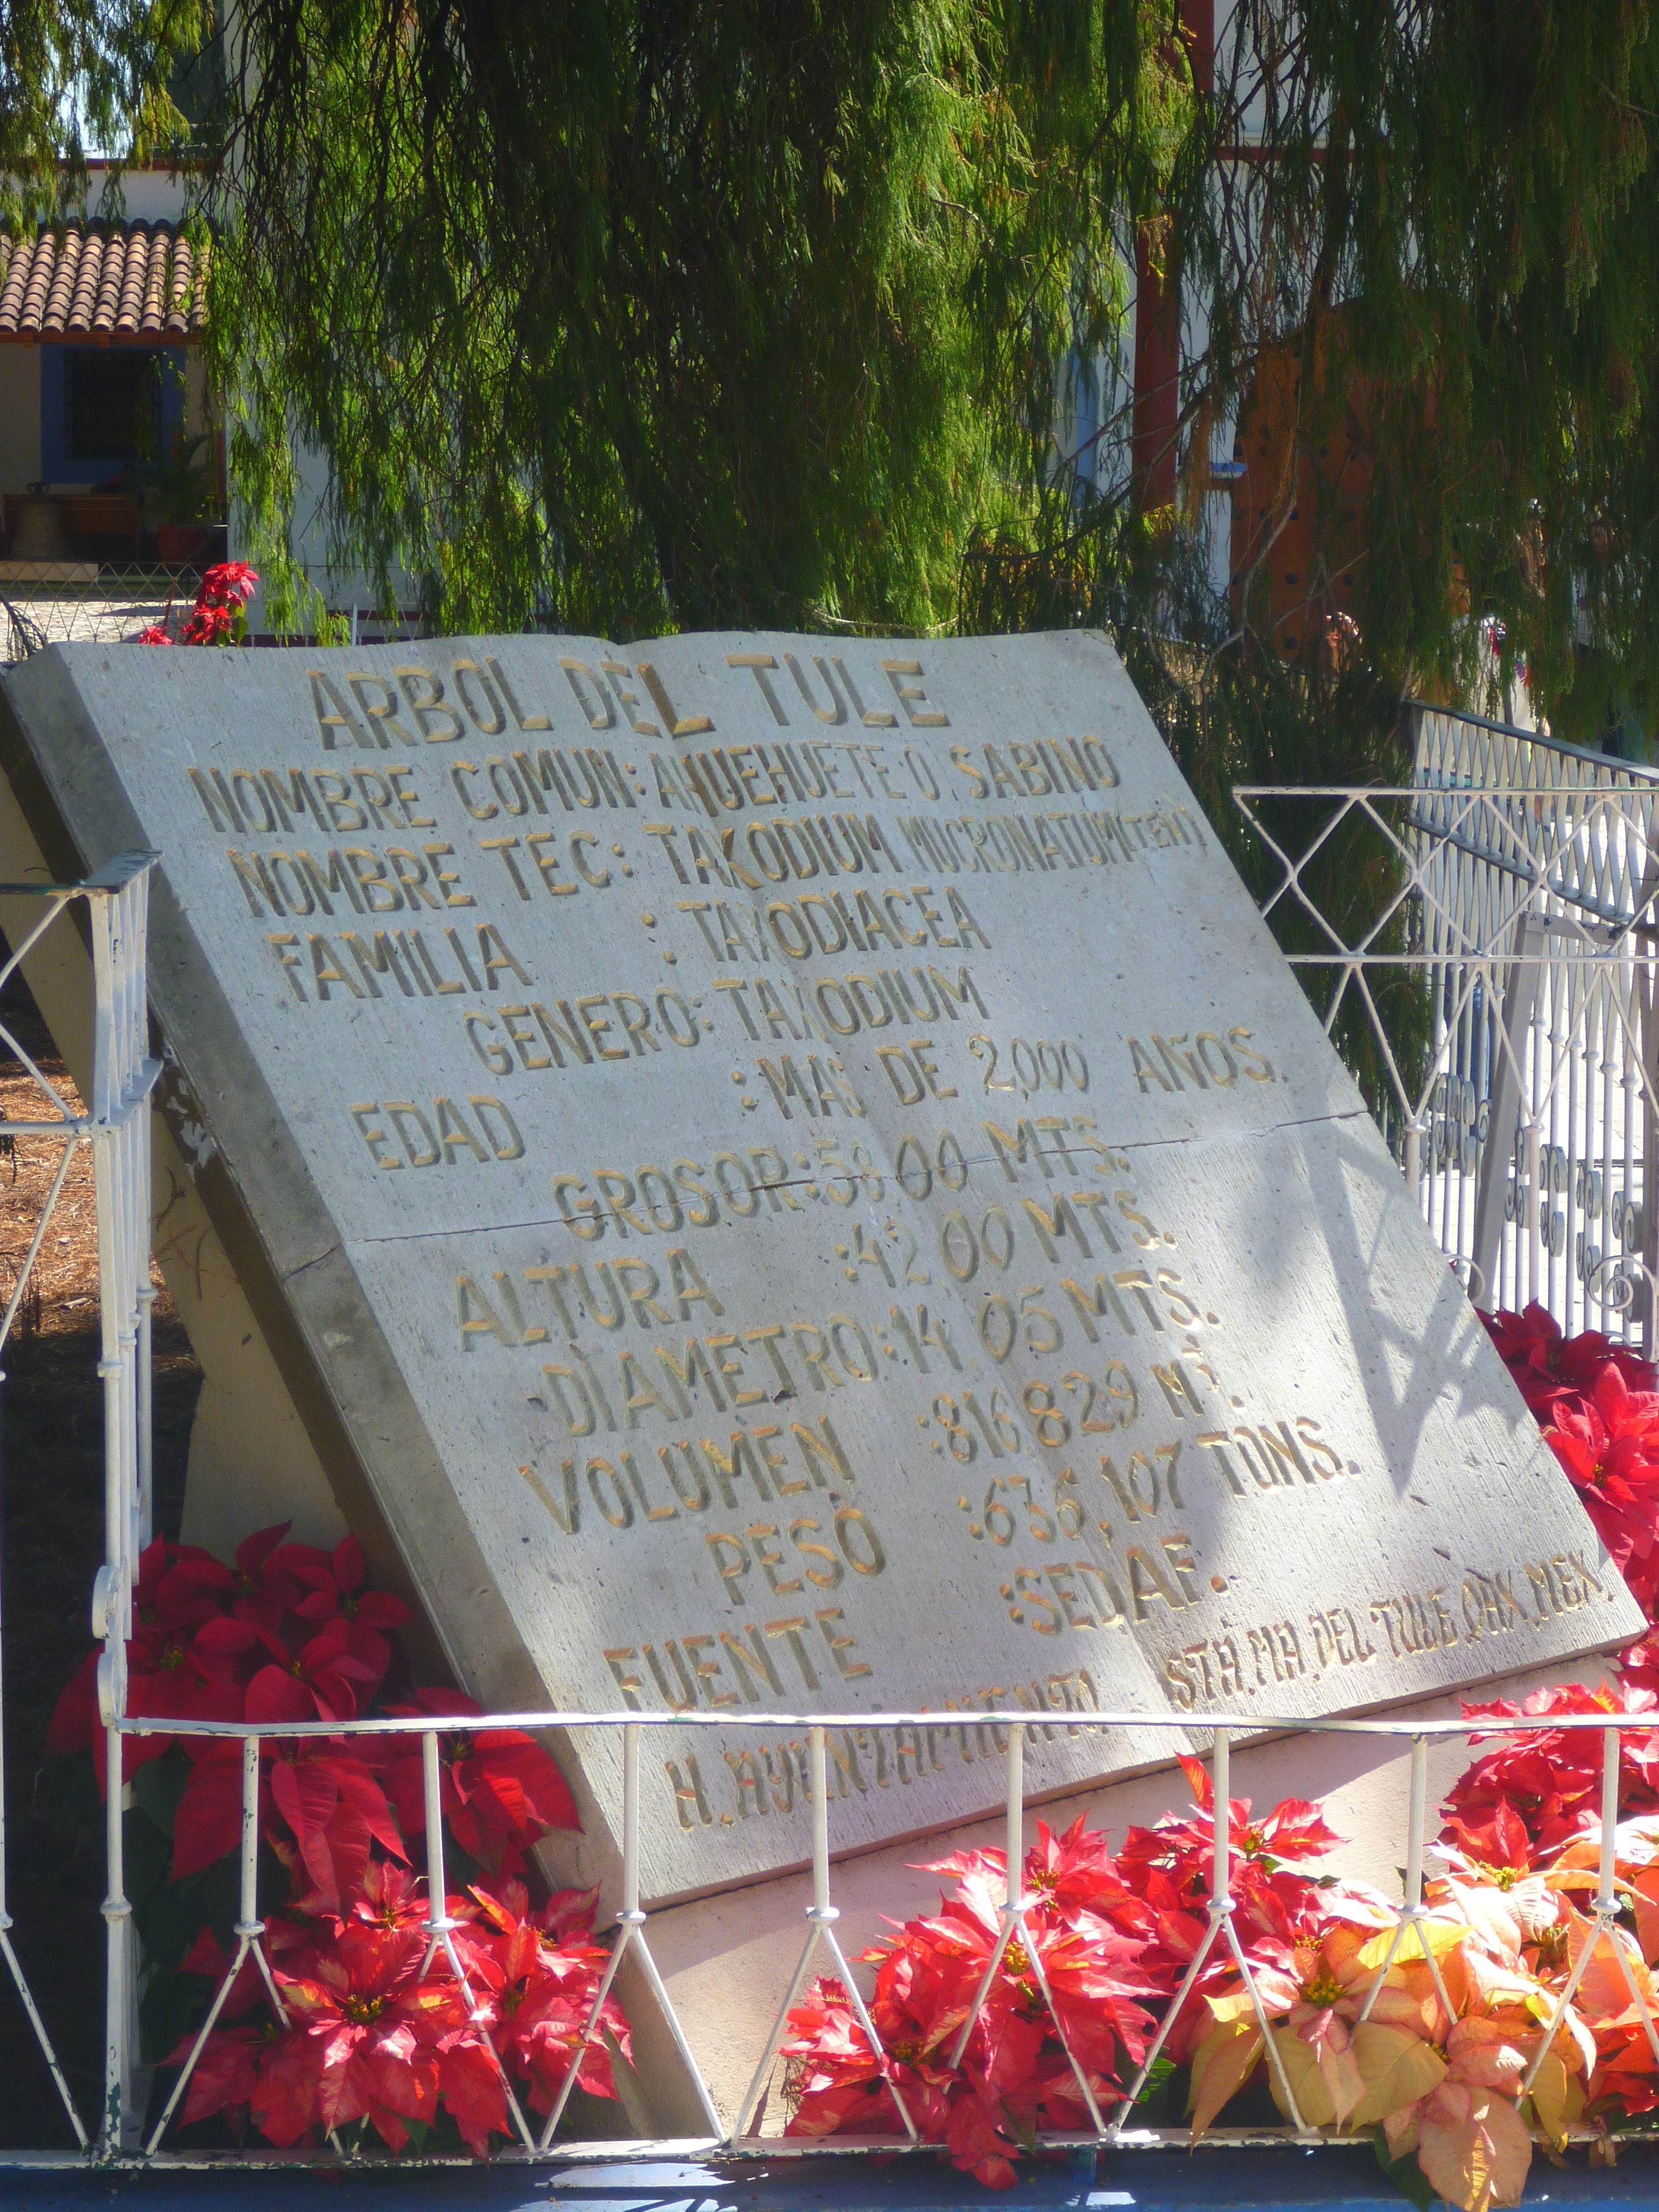 ARBOL DEL TULE
NOMBRE COMUN: AHUEHUETE O SABINO
NOMBRE TEC: TAXODIUM MUCRONATUM (TEN)
FAMILIA : TAXODIACEA
GENERO: TAXODIUM
EDAD : MAS DE 2,000 AÑOS
GROSOR: 58.00 MTS.
ALTURA : 42.00 MTS.
DIAMETRO: 14.05 MTS.
VOLUMEN : 816.829 M³.
PESO : 636,107 TONS.
FUENTE : SEDAF.
H. AYUNTAMIENTO. STA. MA. DEL TULE, OAX, MEX.